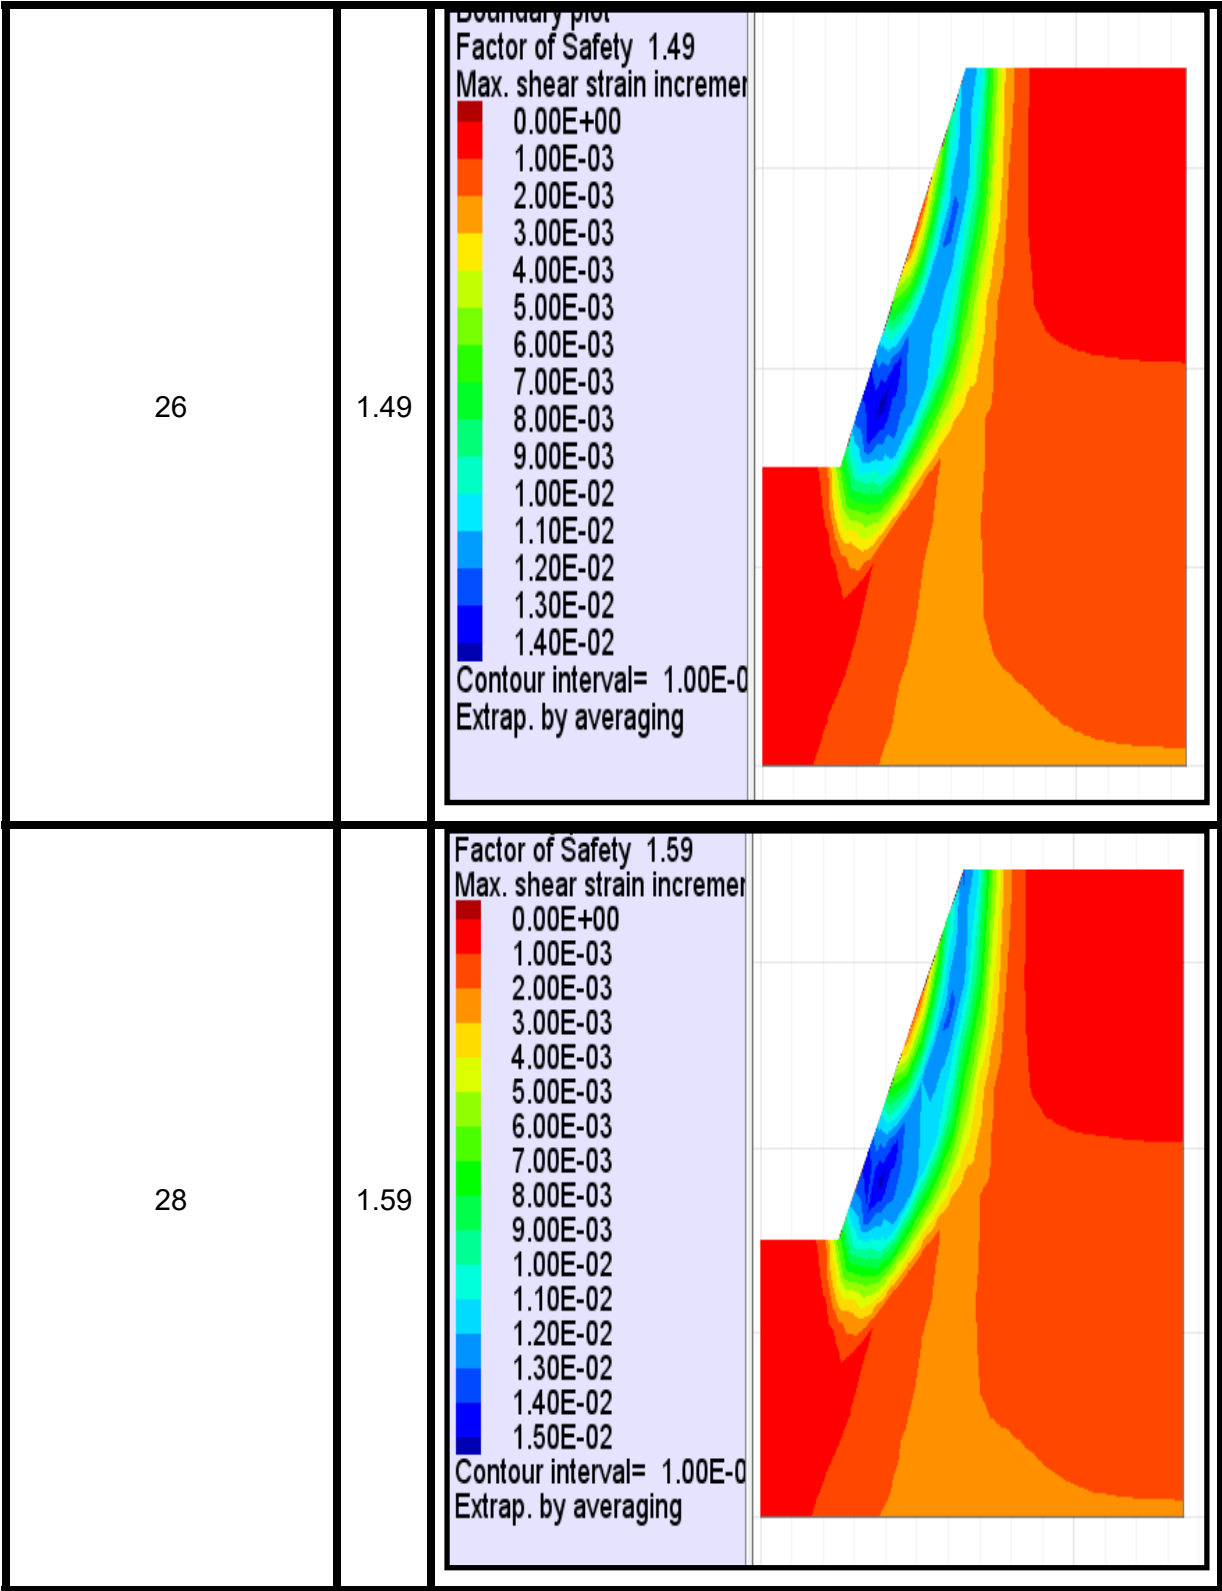 Boundary plot
Factor of Safety 1.49
Max. shear strain incremen
0.00E+00
1.00E-03
2.00E-03
3.00E-03
4.00E-03
5.00E-03
6.00E-03
7.00E-03
8.00E-03
9.00E-03
1.00E-02
1.10E-02
1.20E-02
1.30E-02
1.40E-02
Contour interval= 1.00E-0
Extrap. by averaging
26
1.49
Factor of Safety 1.59
Max. shear strain incremen
0.00E+00
1.00E-03
2.00E-03
3.00E-03
4.00E-03
5.00E-03
6.00E-03
7.00E-03
8.00E-03
9.00E-03
1.00E-02
1.10E-02
1.20E-02
1.30E-02
1.40E-02
1.50E-02
Contour interval= 1.00E-0
Extrap. by averaging
28
1.59